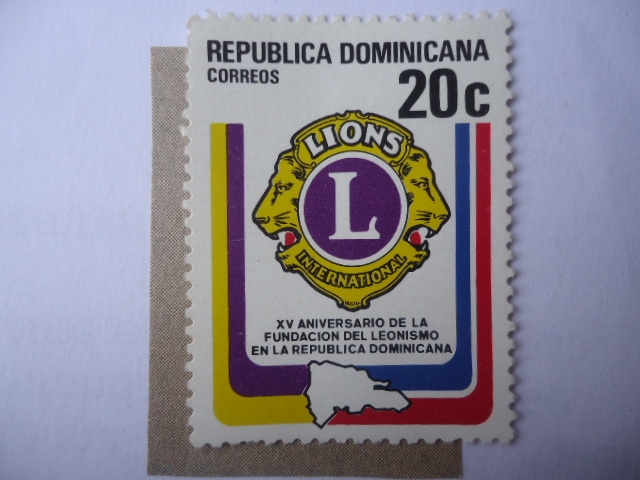 REPUBLICA DOMINICANA
CORREOS
20c
LIONS
L
INTERNATIONAL
XV ANIVERSARIO DE LA
FUNDACION DEL LEONISMO
EN LA REPUBLICA DOMINICANA